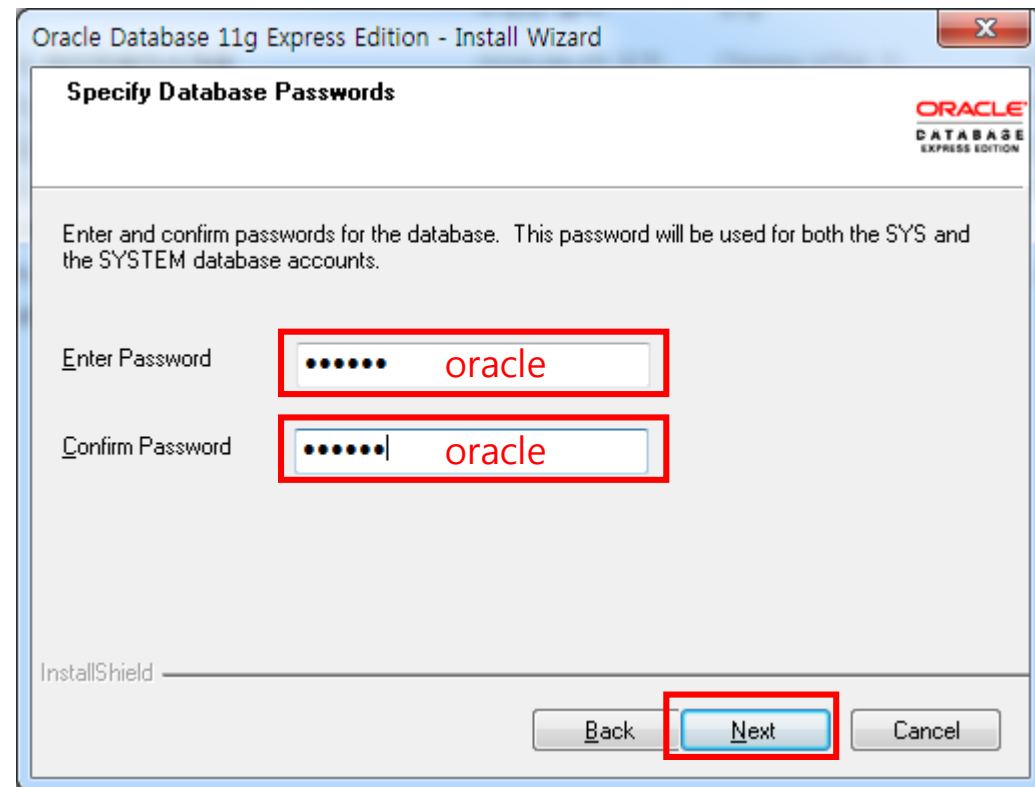 Oracle Database 11g Express Edition - Install Wizard
Specify Database Passwords
ORACLE
DATABASE
EXPRESS EDITION
Enter and confirm passwords for the database. This password will be used for both the SYS and
the SYSTEM database accounts.
Enter Password
•••••• oracle
Confirm Password
•••••• oracle
InstallShield
Back Next Cancel